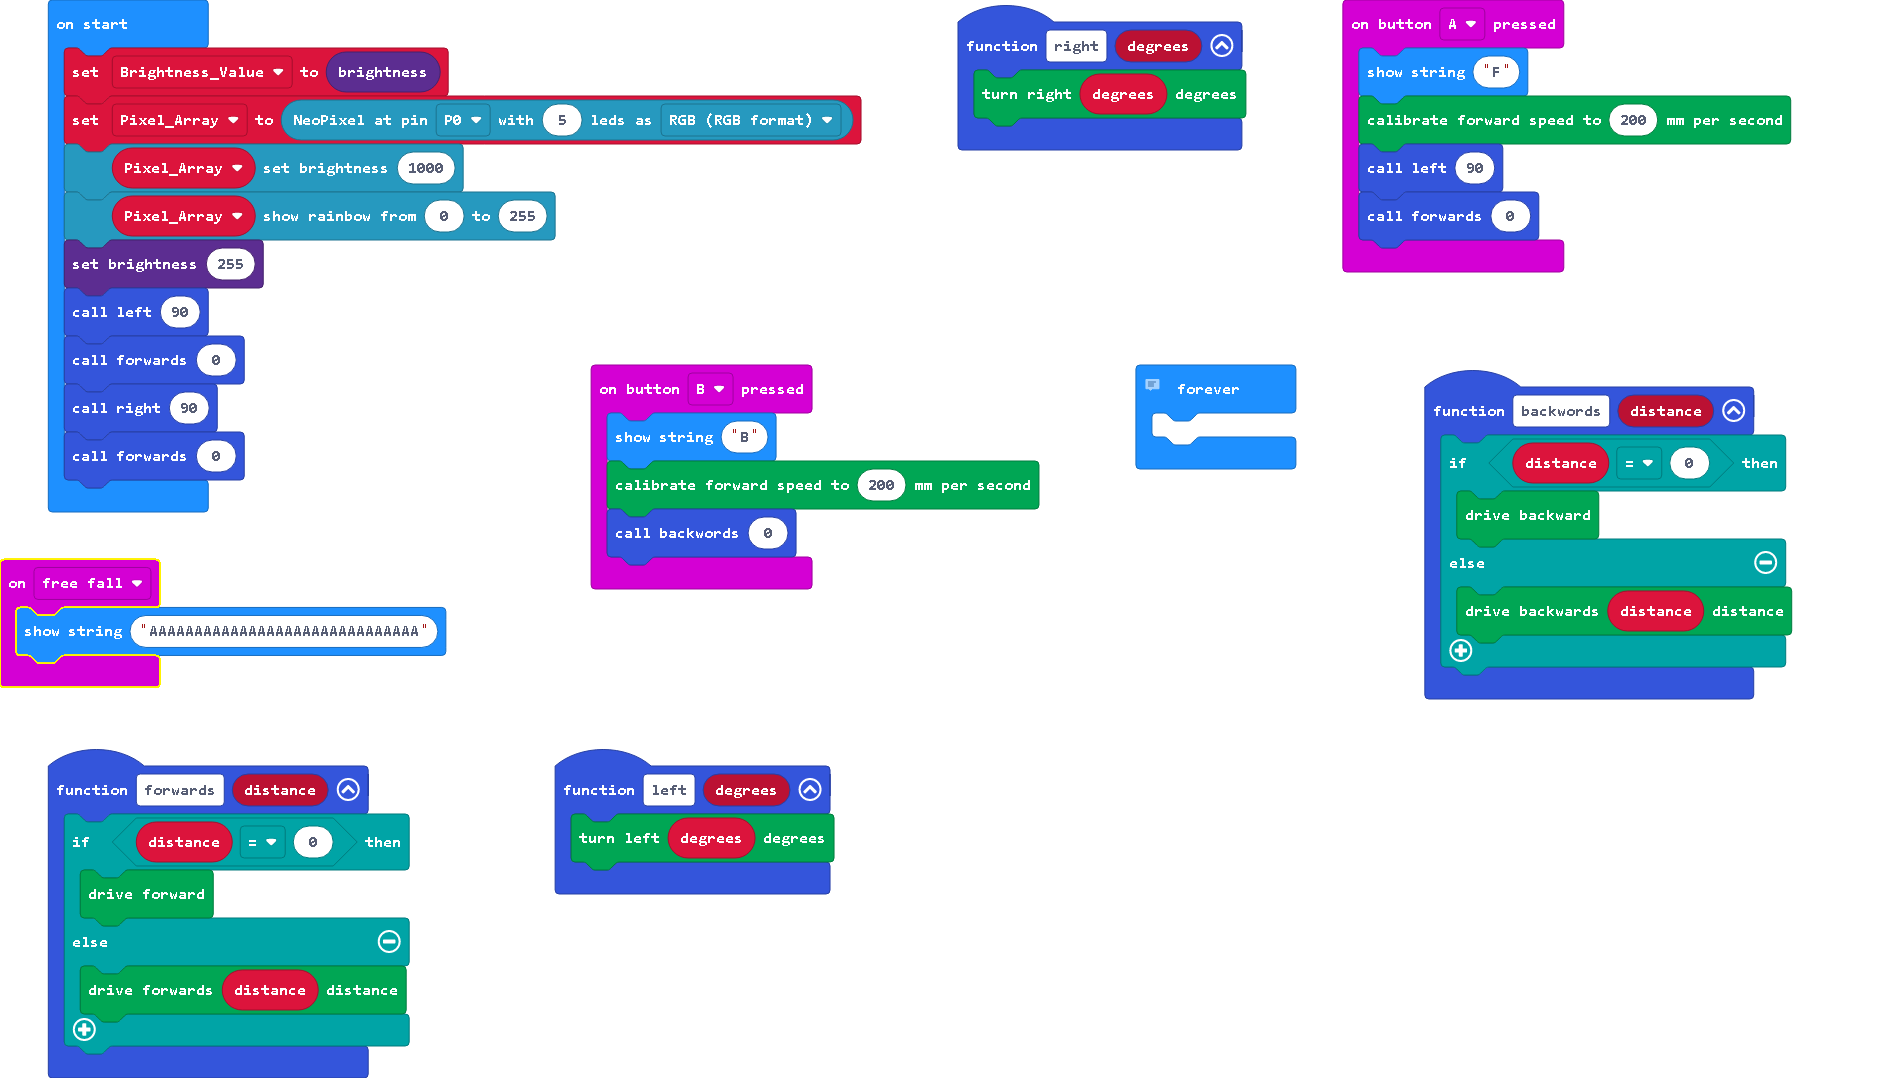 on start
set Brightness_Value to brightness
set Pixel_Array to NeoPixel at pin P0 with 5 leds as RGB (RGB format)
Pixel_Array set brightness 1000
Pixel_Array show rainbow from 0 to 255
set brightness 255
call left 90
call forwards 0
call right 90
call forwards 0
function right degrees
turn right degrees degrees
on button A pressed
show string "F"
calibrate forward speed to 200 mm per second
call left 90
call forwards 0
on button B pressed
show string "B"
calibrate forward speed to 200 mm per second
call backwords 0
forever
function backwords distance
if distance = 0 then
drive backward
else
drive backwards distance distance
on free fall
show string "AAAAAAAAAAAAAAAAAAAAAAAAAAAAAA"
function forwards distance
if distance = 0 then
drive forward
else
drive forwards distance distance
function left degrees
turn left degrees degrees